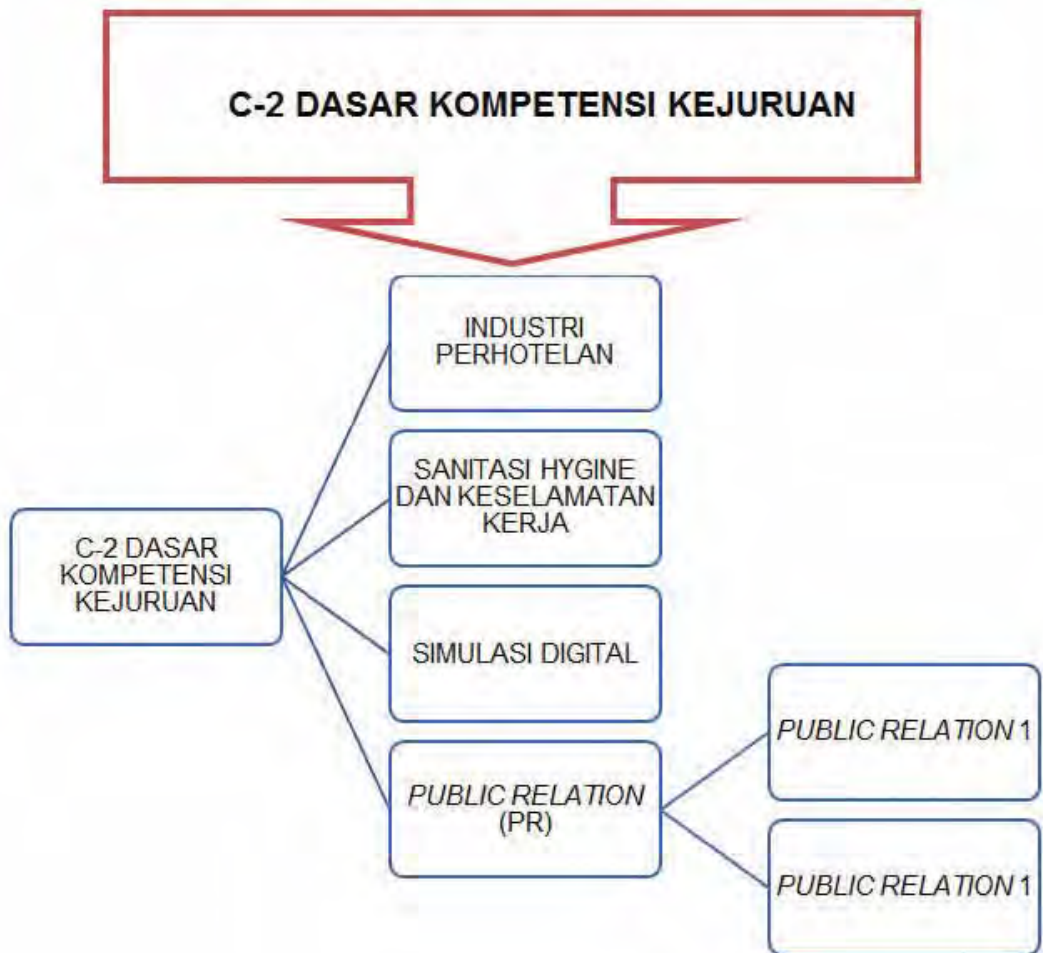 C-2 DASAR KOMPETENSI KEJURUAN
INDUSTRI
PERHOTELAN
SANITASI HYGINE
DAN KESELAMATAN
KERJA
C-2 DASAR
KOMPETENSI
KEJURUAN
SIMULASI DIGITAL
PUBLIC RELATION
(PR)
PUBLIC RELATION 1
PUBLIC RELATION 1